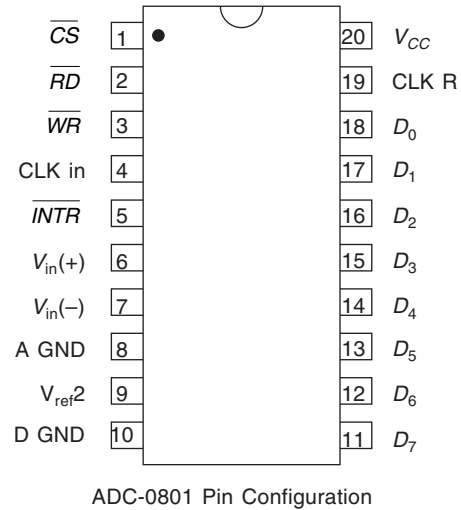 CS 1 20 VCC
RD 2 19 CLK R
WR 3 18 D0
CLK in 4 17 D1
INTR 5 16 D2
Vin(+) 6 15 D3
Vin(–) 7 14 D4
A GND 8 13 D5
Vref2 9 12 D6
D GND 10 11 D7
ADC-0801 Pin Configuration